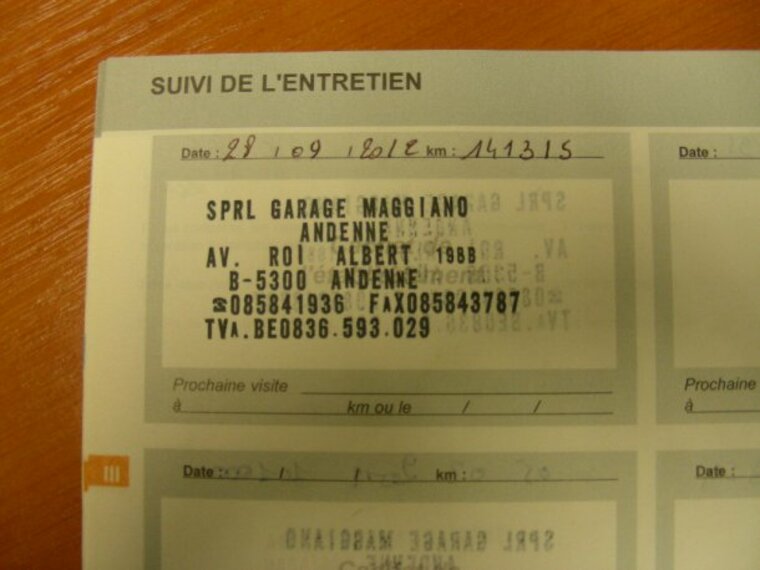 SUIVI DE L'ENTRETIEN
Date : 28 / 09 / 2012 km : 141315
Date :
SPRL GARAGE MAGGIANO
ANDENNE
AV. ROI ALBERT 198B
B-5300 ANDENNE
☎085841936 FAX085843787
TVA.BE0836.593.029
Prochaine visite
à km ou le / /
Prochaine
à
III
Date : / / km :
Date :